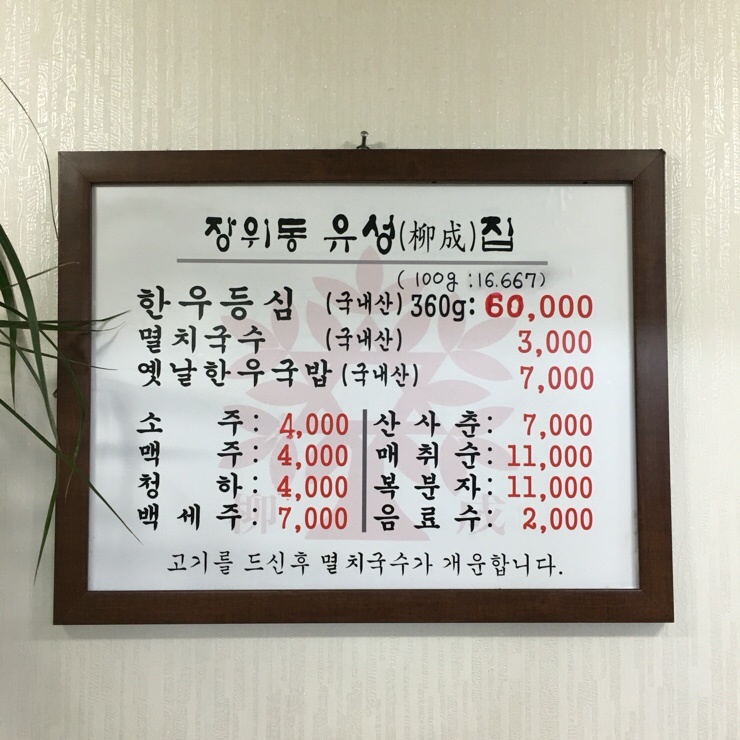 장위동 유성(柳成)집
(100g:16.667)
한우등심 (국내산) 360g: 60,000
멸치국수 (국내산) 3,000
옛날한우국밥 (국내산) 7,000
소주: 4,000 산사춘: 7,000
맥주: 4,000 매취순: 11,000
청하: 4,000 복분자: 11,000
백세주: 7,000 음료수: 2,000
柳成
고기를 드신후 멸치국수가 개운합니다.